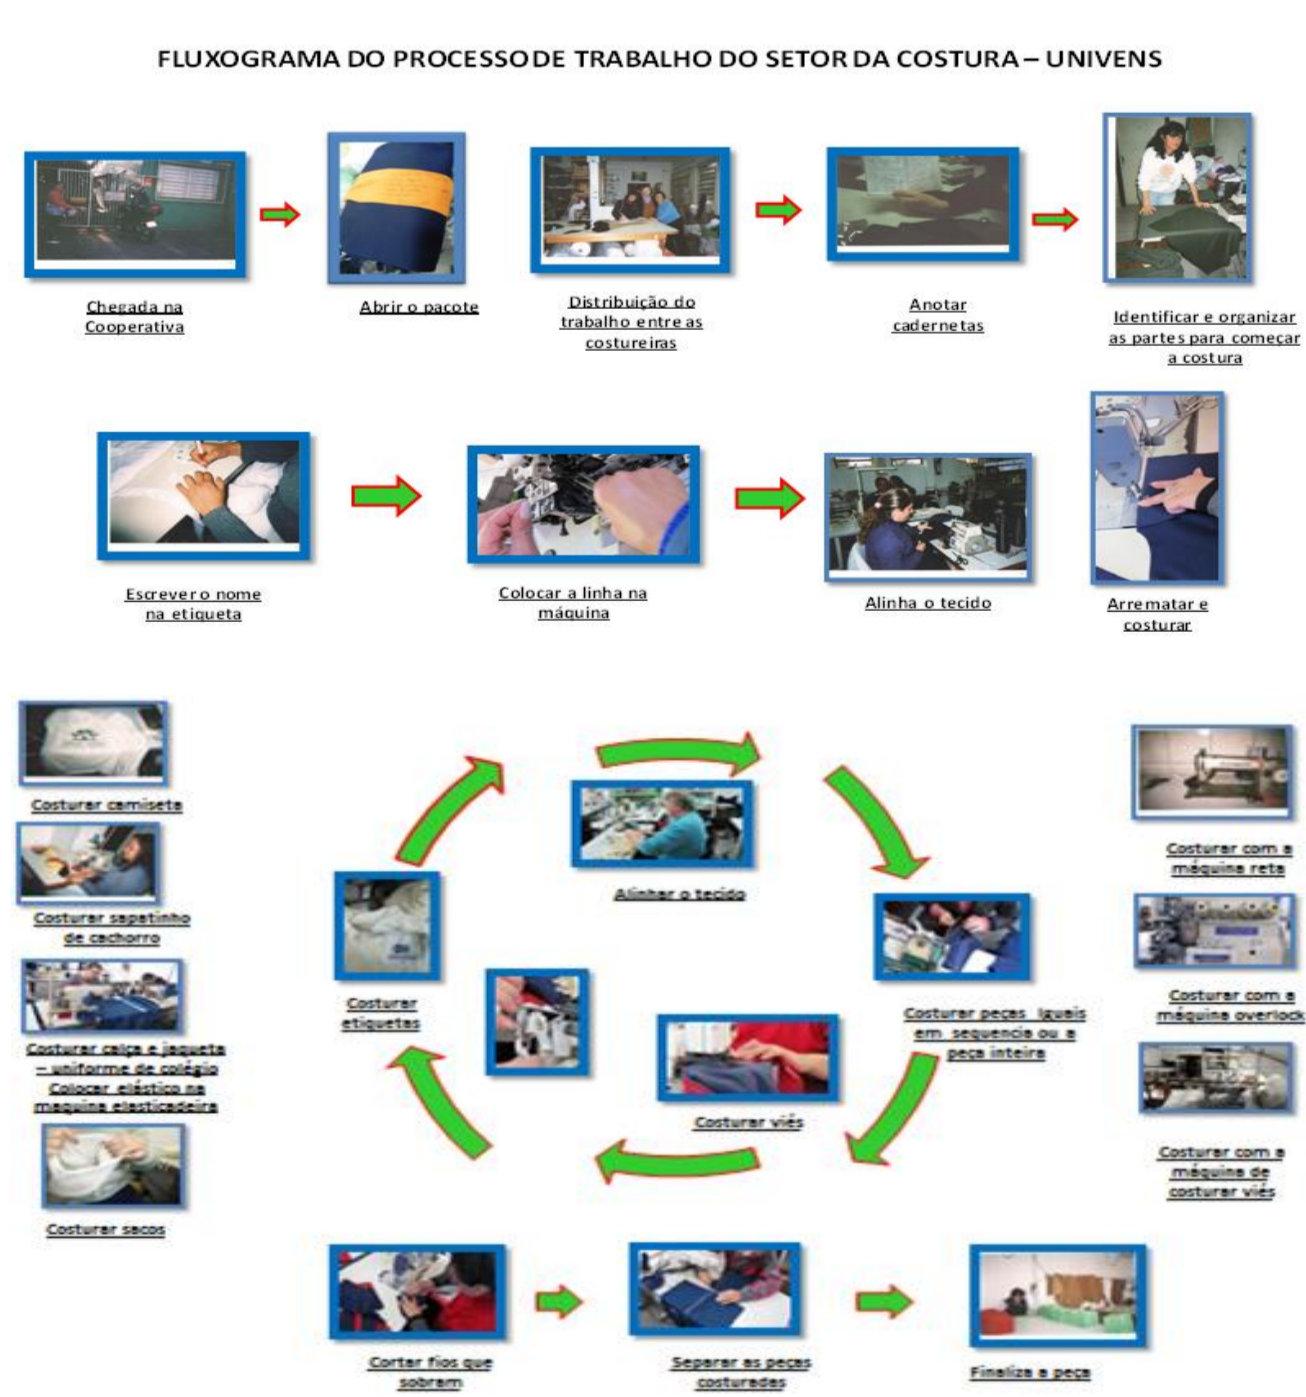 FLUXOGRAMA DO PROCESSO DE TRABALHO DO SETOR DA COSTURA – UNIVENS
Chegada na
Cooperativa
Abrir o pacote
Distribuição do
trabalho entre as
costureiras
Anotar
cadernetas
Identificar e organizar
as partes para começar
a costura
Escrever o nome
na etiqueta
Colocar a linha na
máquina
Alinha o tecido
Arrematar e
costurar
Costurar camiseta
Costurar sapatinho
de cachorro
Costurar calça e jaqueta
– uniforme de colégio
Colocar elástico na
maquina elasticadeira
Costurar sacos
Costurar
etiquetas
Alinhar o tecido
Costurar peças iguais
em sequencia ou a
peça inteira
Costurar viés
Costurar com a
máquina reta
Costurar com a
máquina overlock
Costurar com a
máquina de
costurar viés
Cortar fios que
sobram
Separar as peças
costuradas
Finaliza a peça